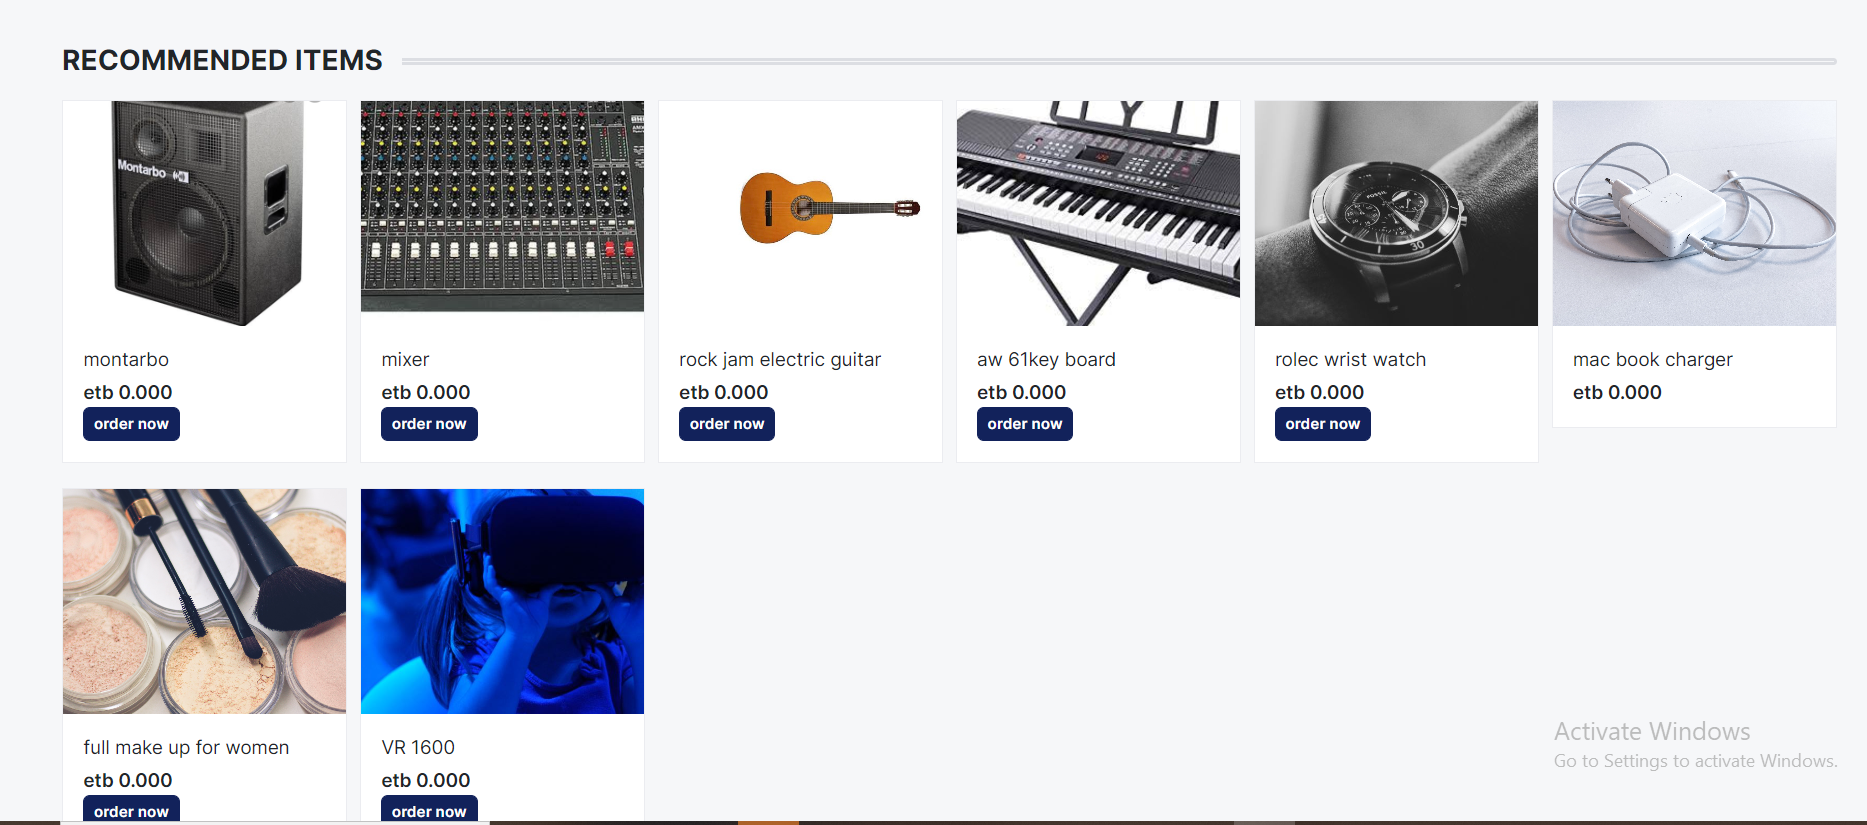 RECOMMENDED ITEMS
Montarbo
FOSSIL
30
montarbo
etb 0.000
order now
mixer
etb 0.000
order now
rock jam electric guitar
etb 0.000
order now
aw 61key board
etb 0.000
order now
rolec wrist watch
etb 0.000
order now
mac book charger
etb 0.000
full make up for women
etb 0.000
order now
VR 1600
etb 0.000
order now
Activate Windows
Go to Settings to activate Windows.